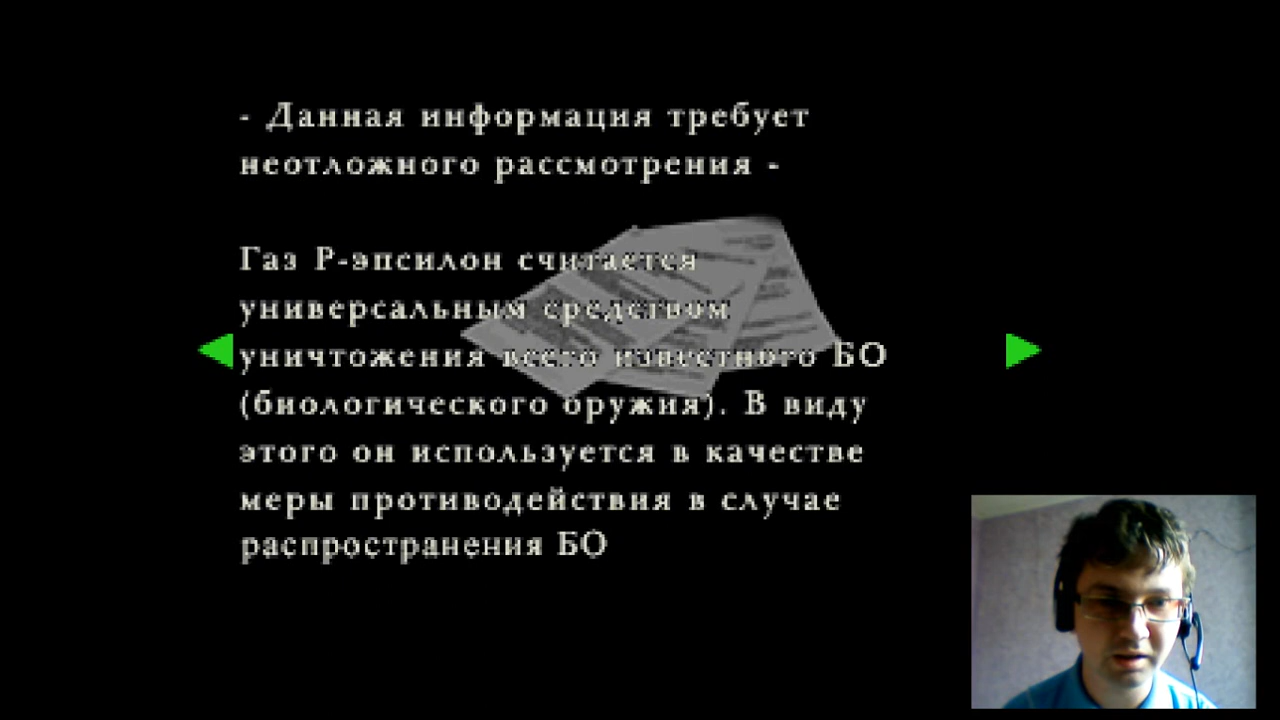 - Данная информация требует
неотложного рассмотрения -
Газ Р-эпсилон считается
универсальным средством
уничтожения всего известного БО
(биологического оружия). В виду
этого он используется в качестве
меры противодействия в случае
распространения БО